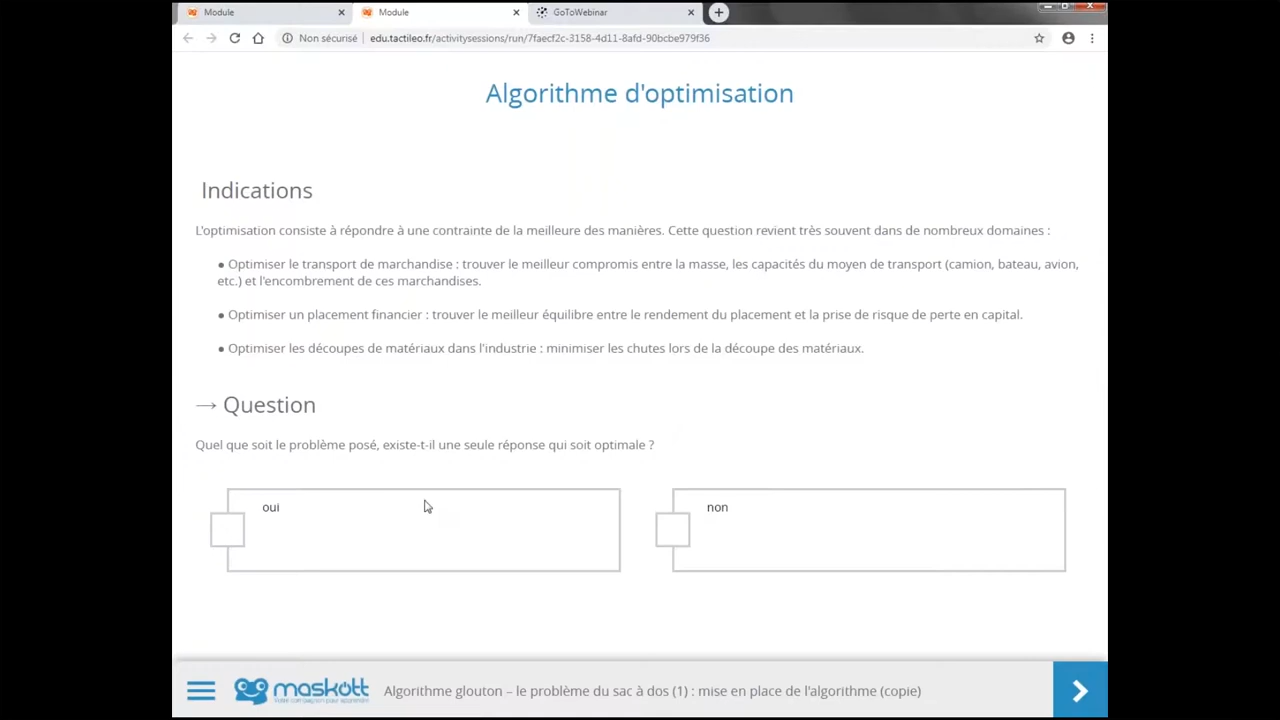 Module
Module
GoToWebinar
Non sécurisé
edu.tactileo.fr/activitysessions/run/7faecf2c-3158-4d11-8afd-90bcbe979f36
Algorithme d'optimisation
Indications
L'optimisation consiste à répondre à une contrainte de la meilleure des manières. Cette question revient très souvent dans de nombreux domaines :
● Optimiser le transport de marchandise : trouver le meilleur compromis entre la masse, les capacités du moyen de transport (camion, bateau, avion,
etc.) et l'encombrement de ces marchandises.
● Optimiser un placement financier : trouver le meilleur équilibre entre le rendement du placement et la prise de risque de perte en capital.
● Optimiser les découpes de matériaux dans l'industrie : minimiser les chutes lors de la découpe des matériaux.
→ Question
Quel que soit le problème posé, existe-t-il une seule réponse qui soit optimale ?
oui
non
maskott
Votre compagnon pour apprendre
Algorithme glouton – le problème du sac à dos (1) : mise en place de l'algorithme (copie)